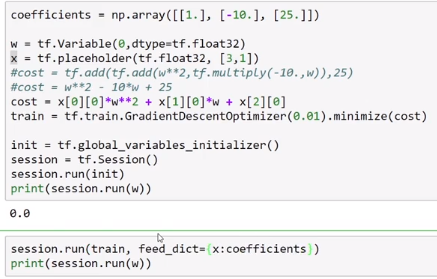 coefficients = np.array([[1.], [-10.], [25.]])
w = tf.Variable(0,dtype=tf.float32)
x = tf.placeholder(tf.float32, [3,1])
#cost = tf.add(tf.add(w**2,tf.multiply(-10.,w)),25)
#cost = w**2 - 10*w + 25
cost = x[0][0]*w**2 + x[1][0]*w + x[2][0]
train = tf.train.GradientDescentOptimizer(0.01).minimize(cost)
init = tf.global_variables_initializer()
session = tf.Session()
session.run(init)
print(session.run(w))
0.0
session.run(train, feed_dict={x:coefficients})
print(session.run(w))